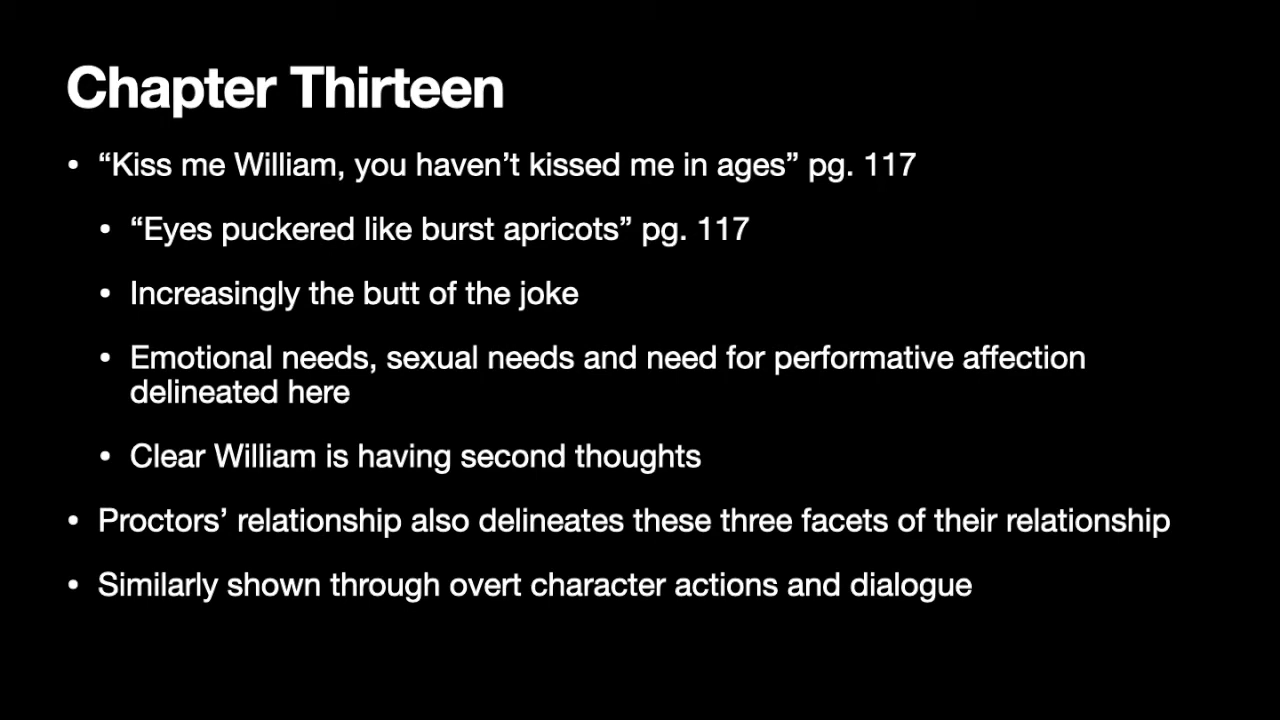 Chapter Thirteen
• “Kiss me William, you haven’t kissed me in ages” pg. 117
• “Eyes puckered like burst apricots” pg. 117
• Increasingly the butt of the joke
• Emotional needs, sexual needs and need for performative affection
delineated here
• Clear William is having second thoughts
• Proctors’ relationship also delineates these three facets of their relationship
• Similarly shown through overt character actions and dialogue